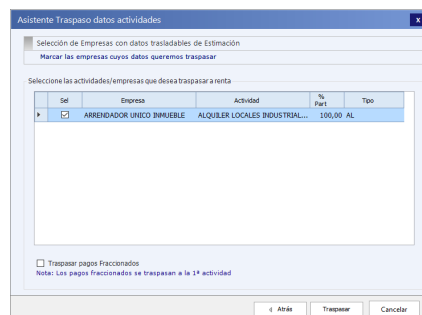 Asistente Traspaso datos actividades
x
Selección de Empresas con datos trasladables de Estimación
Marcar las empresas cuyos datos queremos traspasar
Seleccione las actividades/empresas que desea traspasar a renta
Sel Empresa Actividad % Part Tipo
ARRENDADOR UNICO INMUEBLE ALQUILER LOCALES INDUSTRIAL... 100,00 AL
Traspasar pagos Fraccionados
Nota: Los pagos fraccionados se traspasan a la 1ª actividad
Atrás Traspasar Cancelar